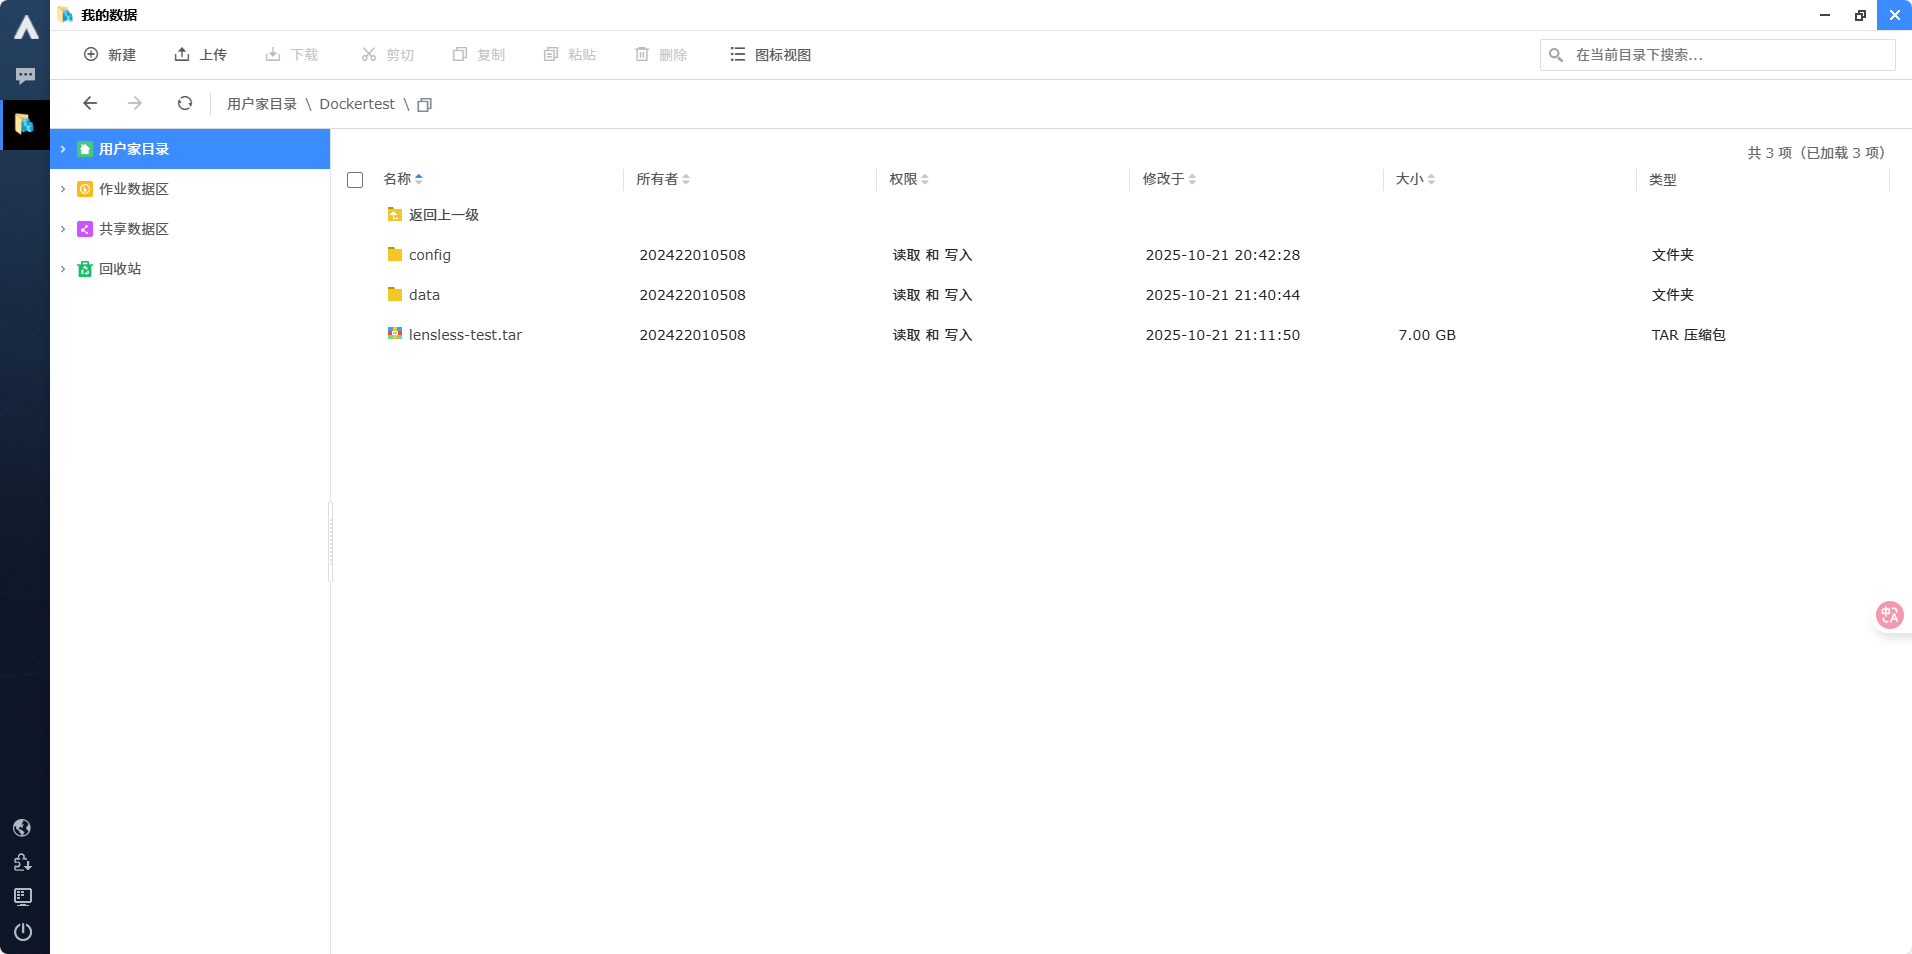 我的数据
新建 上传 下载 剪切 复制 粘贴 删除 图标视图 在当前目录下搜索...
用户家目录 \ Dockertest \
用户家目录
作业数据区
共享数据区
回收站
共 3 项（已加载 3 项）
名称 所有者 权限 修改于 大小 类型
返回上一级
config 202422010508 读取 和 写入 2025-10-21 20:42:28 文件夹
data 202422010508 读取 和 写入 2025-10-21 21:40:44 文件夹
lensless-test.tar 202422010508 读取 和 写入 2025-10-21 21:11:50 7.00 GB TAR 压缩包
中 A